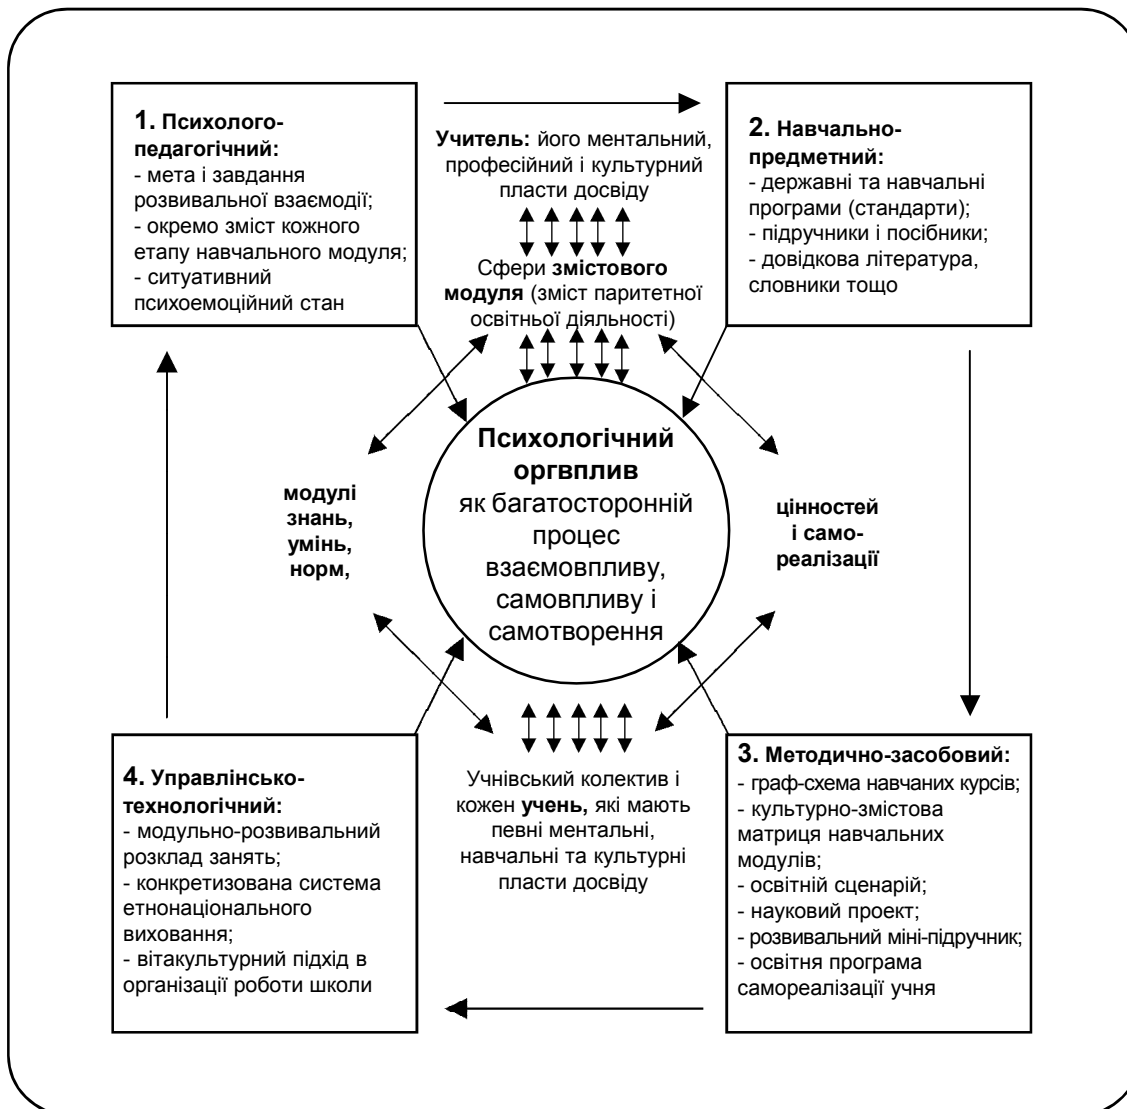 1. Психолого-
педагогічний:
- мета і завдання
розвивальної взаємодії;
- окремо зміст кожного
етапу навчального модуля;
- ситуативний
психоемоційний стан
Учитель: його ментальний,
професійний і культурний
пласти досвіду
Сфери змістового
модуля (зміст паритетної
освітньої діяльності)
2. Навчально-
предметний:
- державні та навчальні
програми (стандарти);
- підручники і посібники;
- довідкова література,
словники тощо
модулі
знань,
умінь,
норм,
Психологічний
оргвплив
як багатосторонній
процес
взаємовпливу,
самовпливу і
самотворення
цінностей
і само-
реалізації
4. Управлінсько-
технологічний:
- модульно-розвивальний
розклад занять;
- конкретизована система
етнонаціонального
виховання;
- вітакультурний підхід в
організації роботи школи
Учнівський колектив і
кожен учень, які мають
певні ментальні,
навчальні та культурні
пласти досвіду
3. Методично-засобовий:
- граф-схема навчаних курсів;
- культурно-змістова
матриця навчальних
модулів;
- освітній сценарій;
- науковий проект;
- розвивальний міні-підручник;
- освітня програма
самореалізації учня